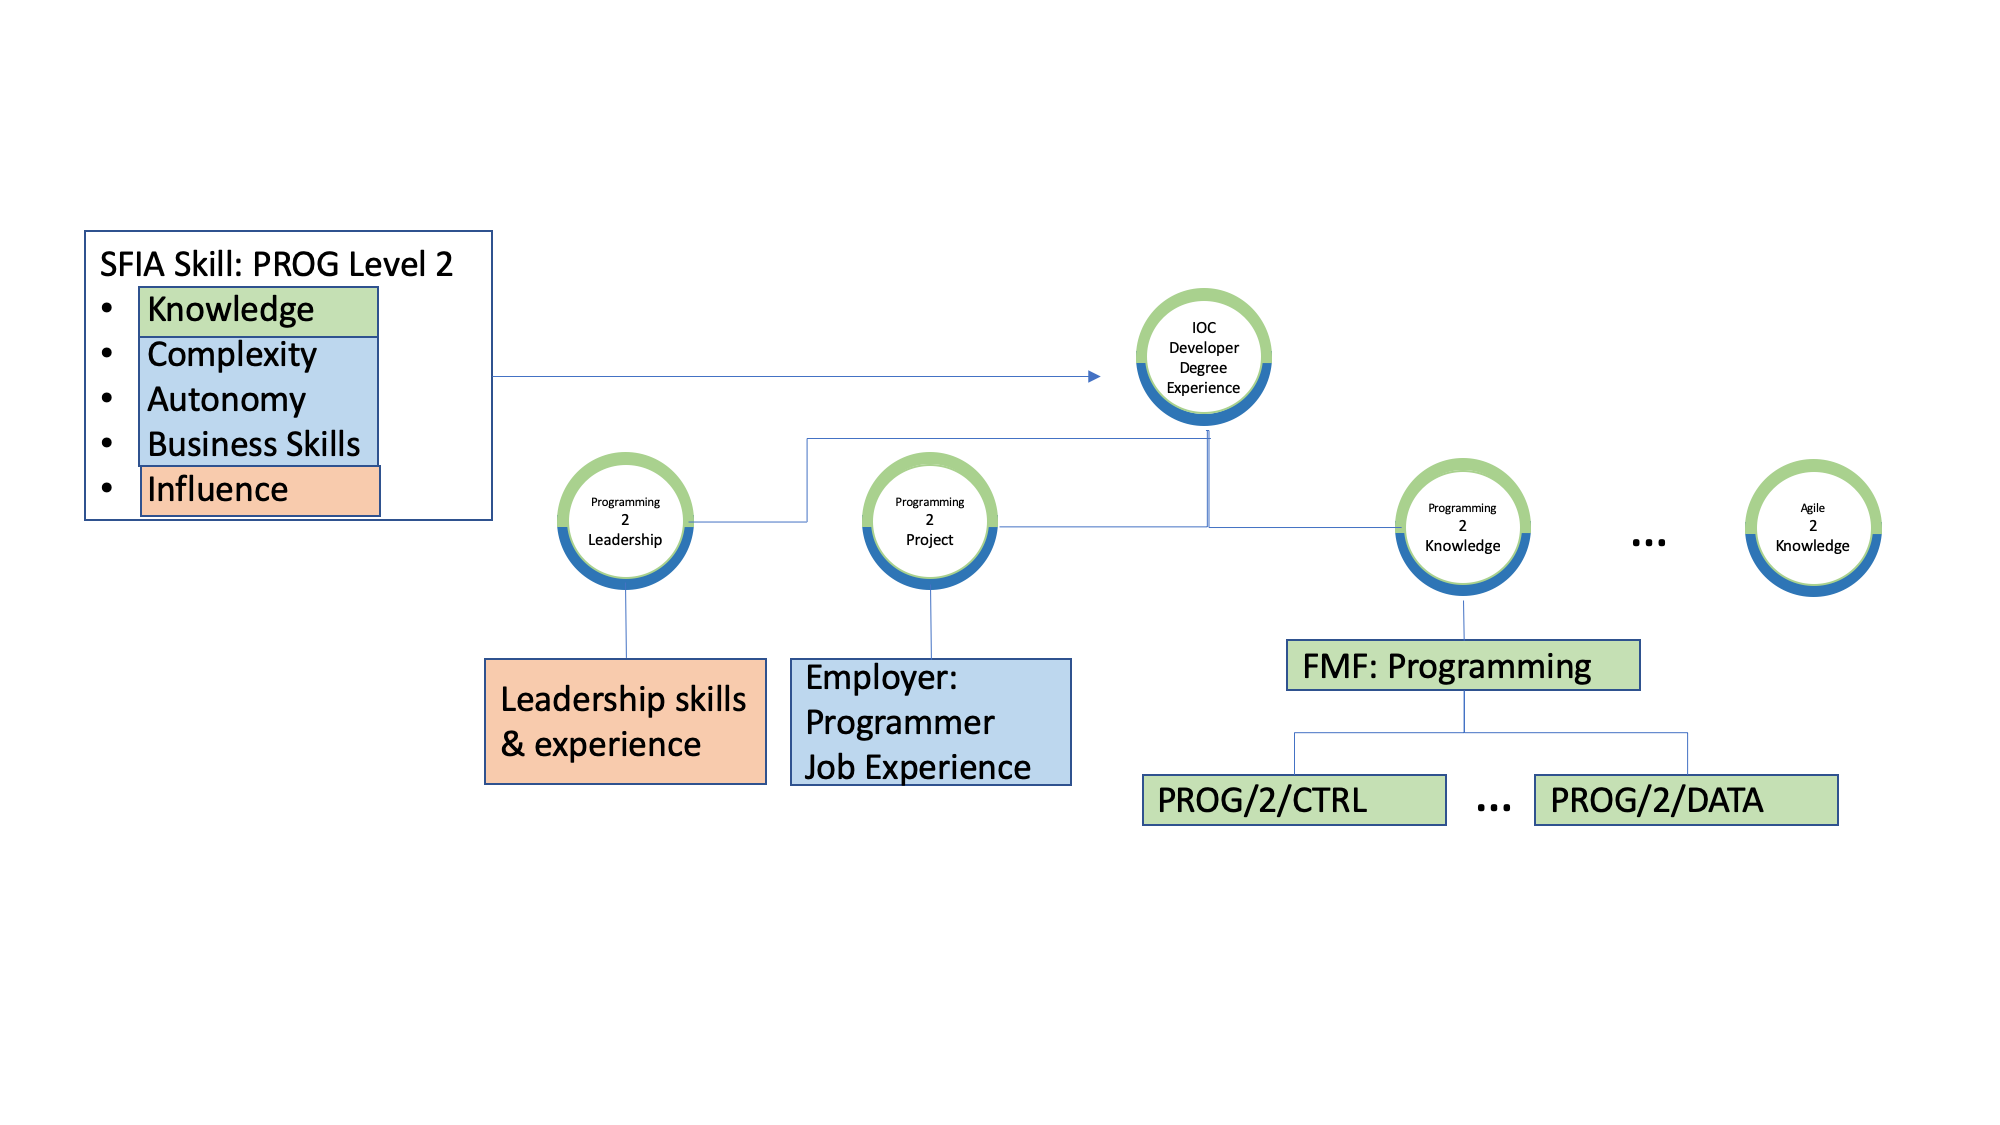 SFIA Skill: PROG Level 2
• Knowledge
• Complexity
• Autonomy
• Business Skills
• Influence
IOC
Developer
Degree
Experience
Programming
2
Leadership
Programming
2
Project
Programming
2
Knowledge
...
Agile
2
Knowledge
Leadership skills
& experience
Employer:
Programmer
Job Experience
FMF: Programming
PROG/2/CTRL
...
PROG/2/DATA